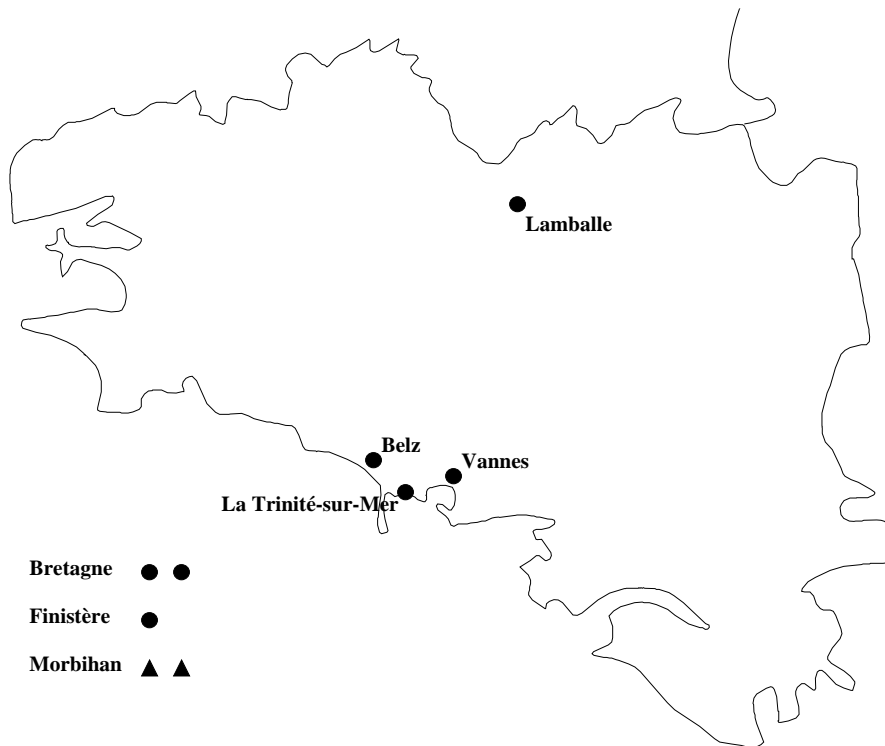 Lamballe
Belz
Vannes
La Trinité-sur-Mer
Bretagne
Finistère
Morbihan